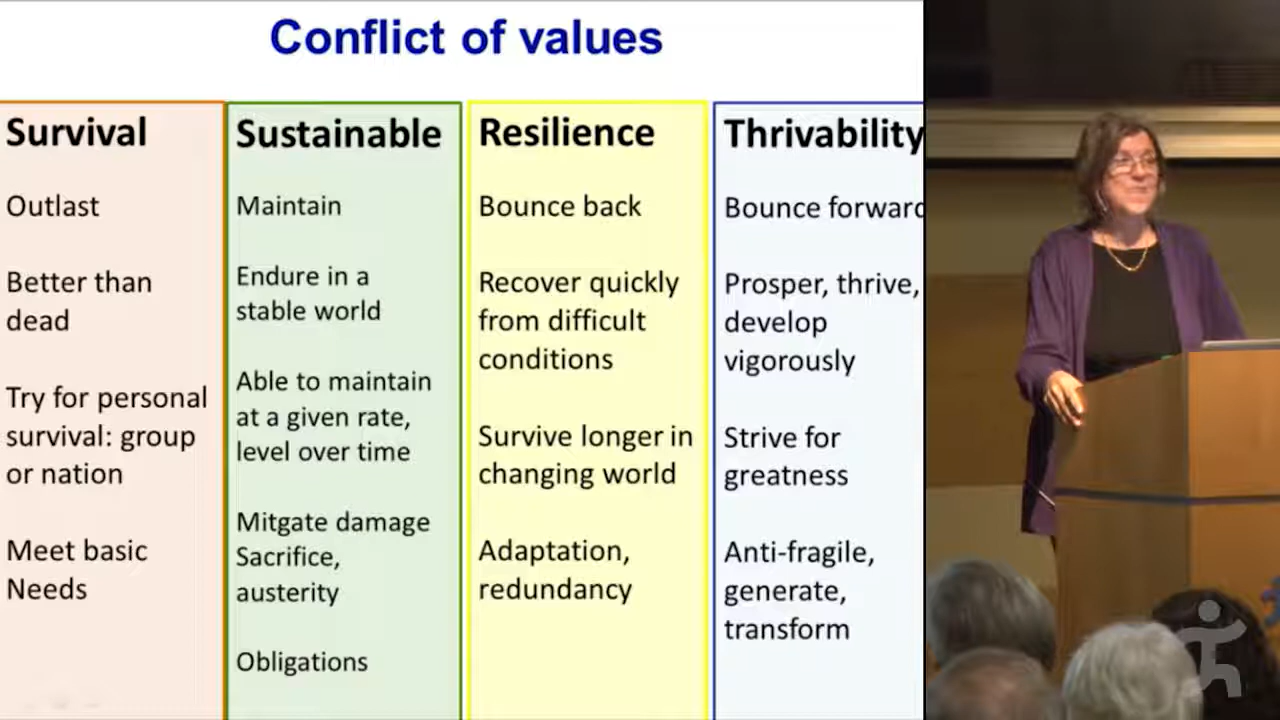 Conflict of values
Survival
Outlast
Better than
dead
Try for personal
survival: group
or nation
Meet basic
Needs
Sustainable
Maintain
Endure in a
stable world
Able to maintain
at a given rate,
level over time
Mitgate damage
Sacrifice,
austerity
Obligations
Resilience
Bounce back
Recover quickly
from difficult
conditions
Survive longer in
changing world
Adaptation,
redundancy
Thrivability
Bounce forward
Prosper, thrive,
develop
vigorously
Strive for
greatness
Anti-fragile,
generate,
transform